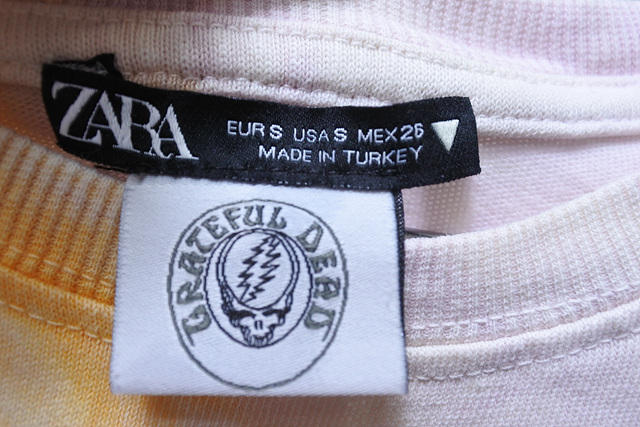 ZARA
EUR S USA S MEX 26
MADE IN TURKEY
GRATEFUL DEAD